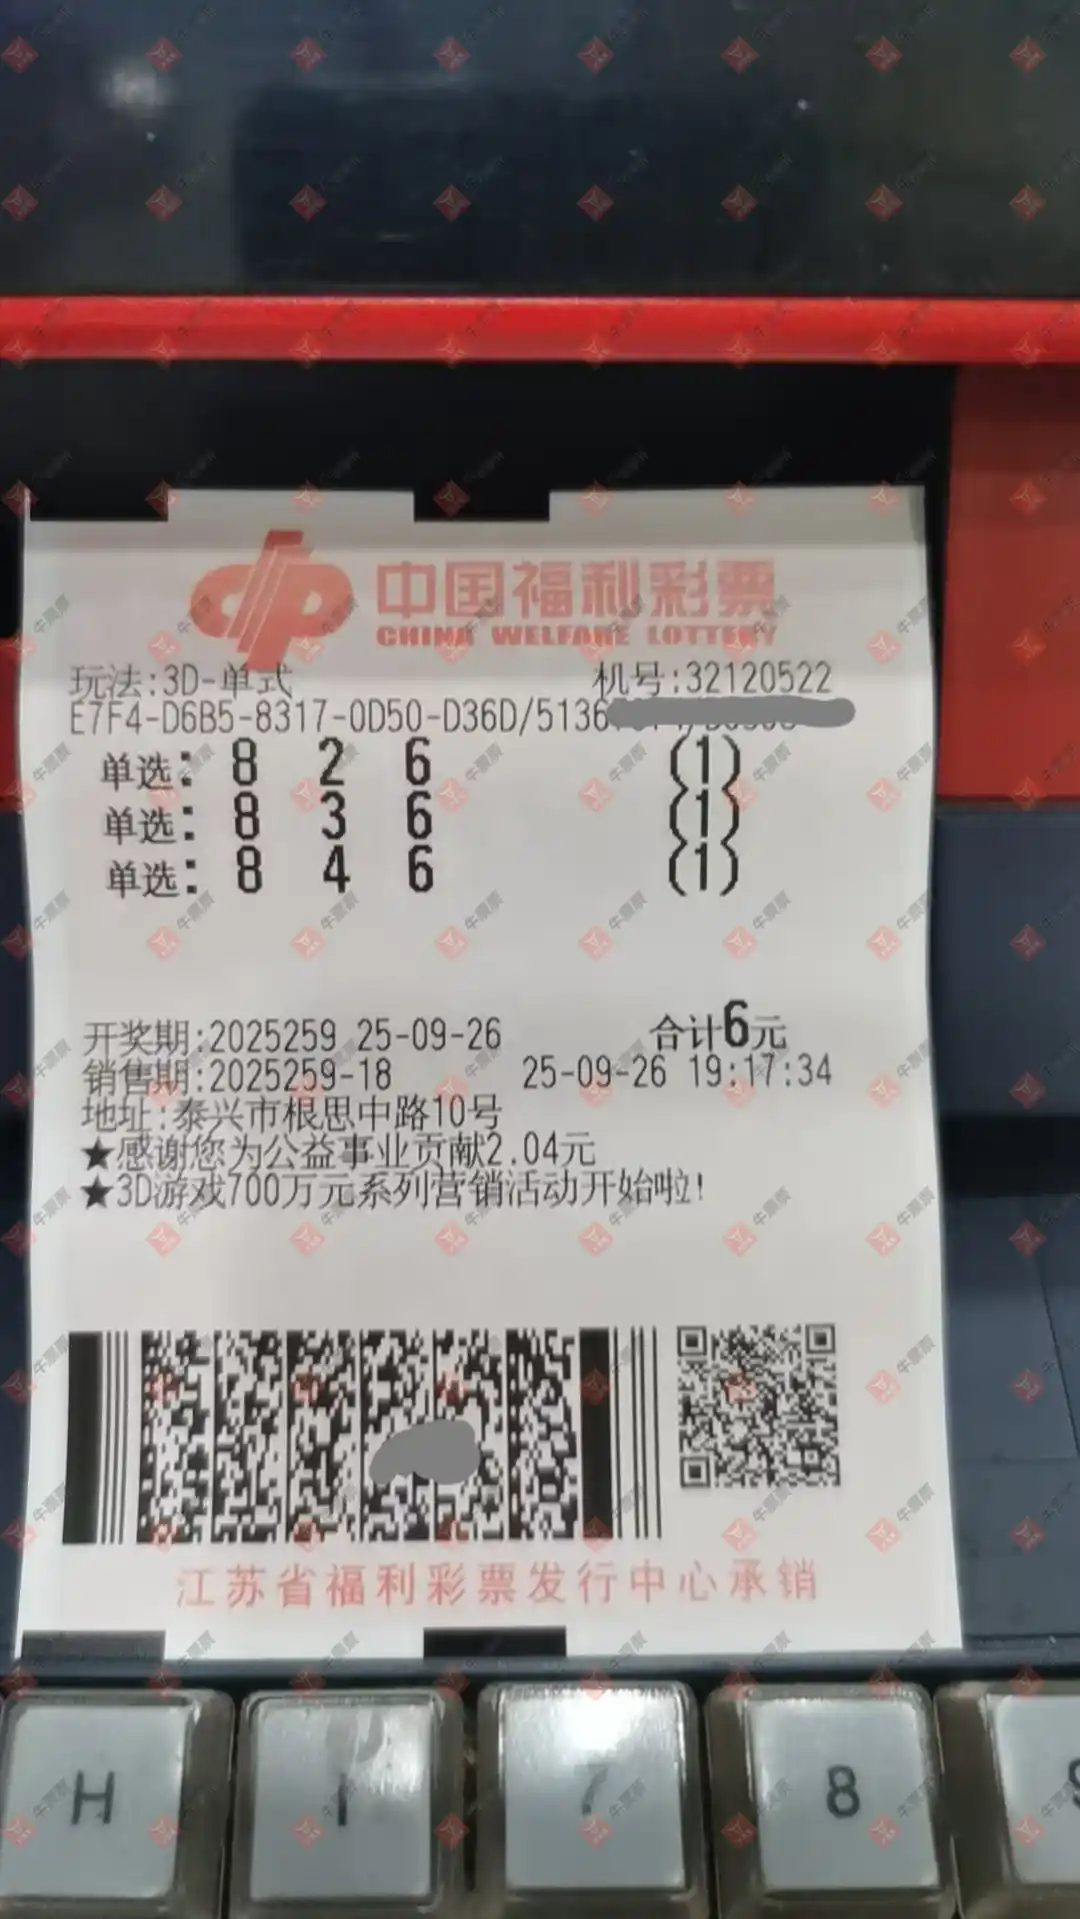 中国福利彩票
CHINA WELFARE LOTTERY
玩法:3D-单式 机号:32120522
E7F4-D6B5-8317-0D50-D36D/5136
单选: 8 2 6 (1)
单选: 8 3 6 (1)
单选: 8 4 6 (1)
开奖期:2025259 25-09-26 合计6元
销售期:2025259-18 25-09-26 19:17:34
地址:泰兴市根思中路10号
★感谢您为公益事业贡献2.04元
★3D游戏700万元系列营销活动开始啦!
江苏省福利彩票发行中心承销
H I 7 8 9
牛票票